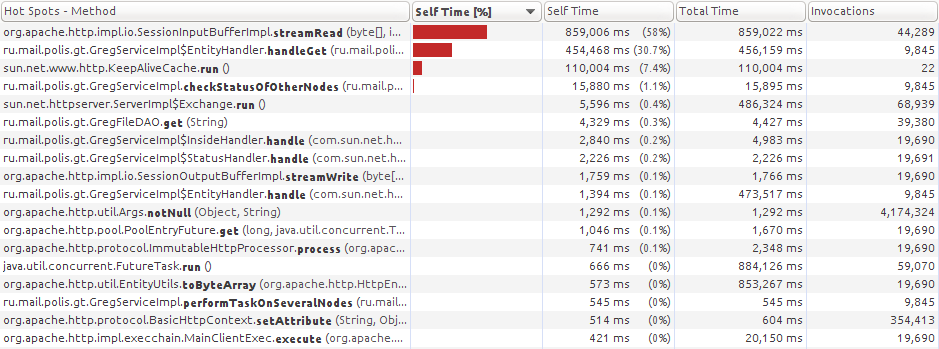 Hot Spots - Method Self Time [%] Self Time Total Time Invocations
org.apache.http.impl.io.SessionInputBufferImpl.streamRead (byte[], i... 859,006 ms (58%) 859,022 ms 44,289
ru.mail.polis.gt.GregServiceImpl$EntityHandler.handleGet (ru.mail.polis... 454,468 ms (30.7%) 456,159 ms 9,845
sun.net.www.http.KeepAliveCache.run () 110,004 ms (7.4%) 110,004 ms 22
ru.mail.polis.gt.GregServiceImpl.checkStatusOfOtherNodes (ru.mail.p... 15,880 ms (1.1%) 15,895 ms 9,845
sun.net.httpserver.ServerImpl$Exchange.run () 5,596 ms (0.4%) 486,324 ms 68,939
ru.mail.polis.gt.GregFileDAO.get (String) 4,329 ms (0.3%) 4,427 ms 39,380
ru.mail.polis.gt.GregServiceImpl$InsideHandler.handle (com.sun.net.h... 2,840 ms (0.2%) 4,983 ms 19,690
ru.mail.polis.gt.GregServiceImpl$StatusHandler.handle (com.sun.net.h... 2,226 ms (0.2%) 2,226 ms 19,691
org.apache.http.impl.io.SessionOutputBufferImpl.streamWrite (byte[... 1,759 ms (0.1%) 1,766 ms 19,690
ru.mail.polis.gt.GregServiceImpl$EntityHandler.handle (com.sun.net.h... 1,394 ms (0.1%) 473,517 ms 9,845
org.apache.http.util.Args.notNull (Object, String) 1,292 ms (0.1%) 1,292 ms 4,174,324
org.apache.http.pool.PoolEntryFuture.get (long, java.util.concurrent.T... 1,046 ms (0.1%) 1,670 ms 19,690
org.apache.http.protocol.ImmutableHttpProcessor.process (org.apac... 741 ms (0.1%) 2,348 ms 19,690
java.util.concurrent.FutureTask.run () 666 ms (0%) 884,126 ms 59,070
org.apache.http.util.EntityUtils.toByteArray (org.apache.http.HttpEn... 573 ms (0%) 853,267 ms 19,690
ru.mail.polis.gt.GregServiceImpl.performTaskOnSeveralNodes (ru.mail... 545 ms (0%) 545 ms 9,845
org.apache.http.protocol.BasicHttpContext.setAttribute (String, Obj... 514 ms (0%) 604 ms 354,413
org.apache.http.impl.execchain.MainClientExec.execute (org.apache.... 421 ms (0%) 20,150 ms 19,690